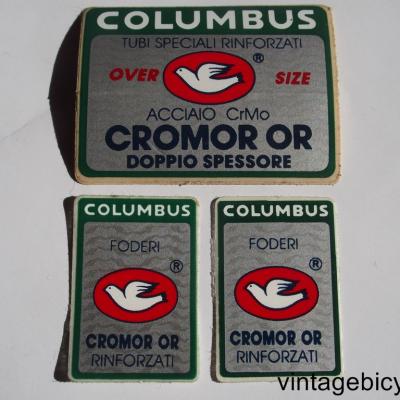 COLUMBUS
TUBI SPECIALI RINFORZATI
OVER ® SIZE
ACCIAIO CrMo
CROMOR OR
DOPPIO SPESSORE
COLUMBUS
FODERI
®
CROMOR OR
RINFORZATI
COLUMBUS
FODERI
®
CROMOR OR
RINFORZATI
vintagebicy